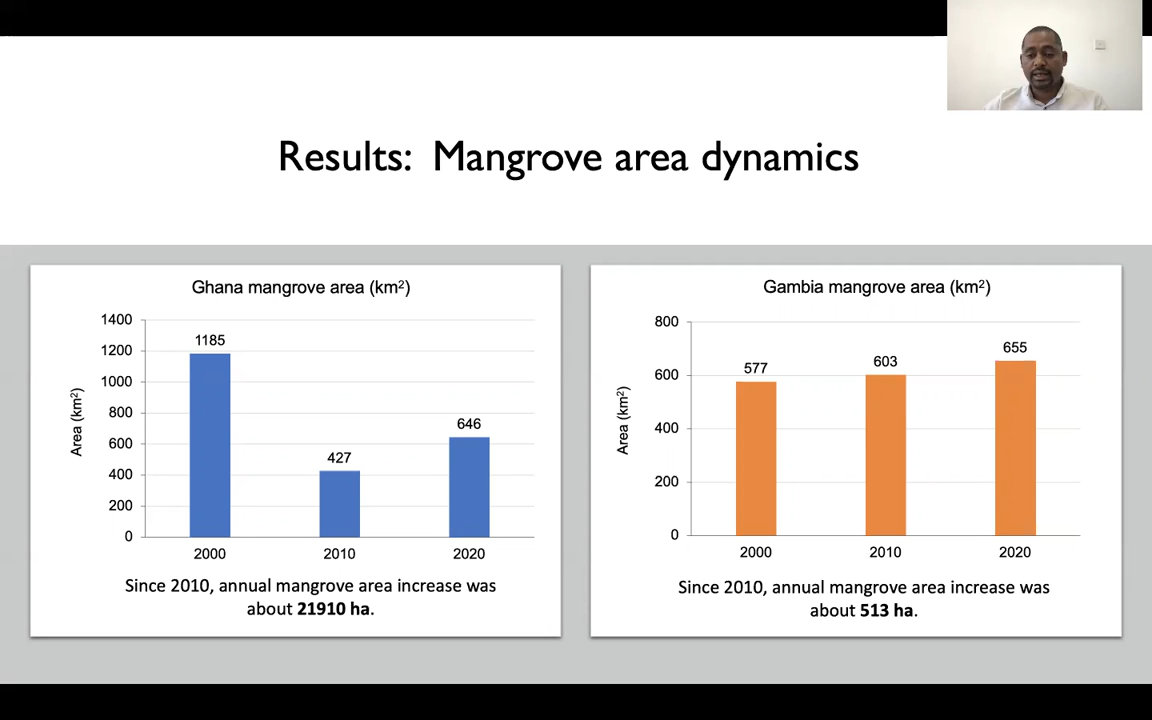 Results: Mangrove area dynamics
Ghana mangrove area (km²)
1400
1200
1000
800
600
400
200
0
Area (km²)
1185
427
646
2000
2010
2020
Since 2010, annual mangrove area increase was
about 21910 ha.
Gambia mangrove area (km²)
800
600
400
200
0
Area (km²)
577
603
655
2000
2010
2020
Since 2010, annual mangrove area increase was
about 513 ha.